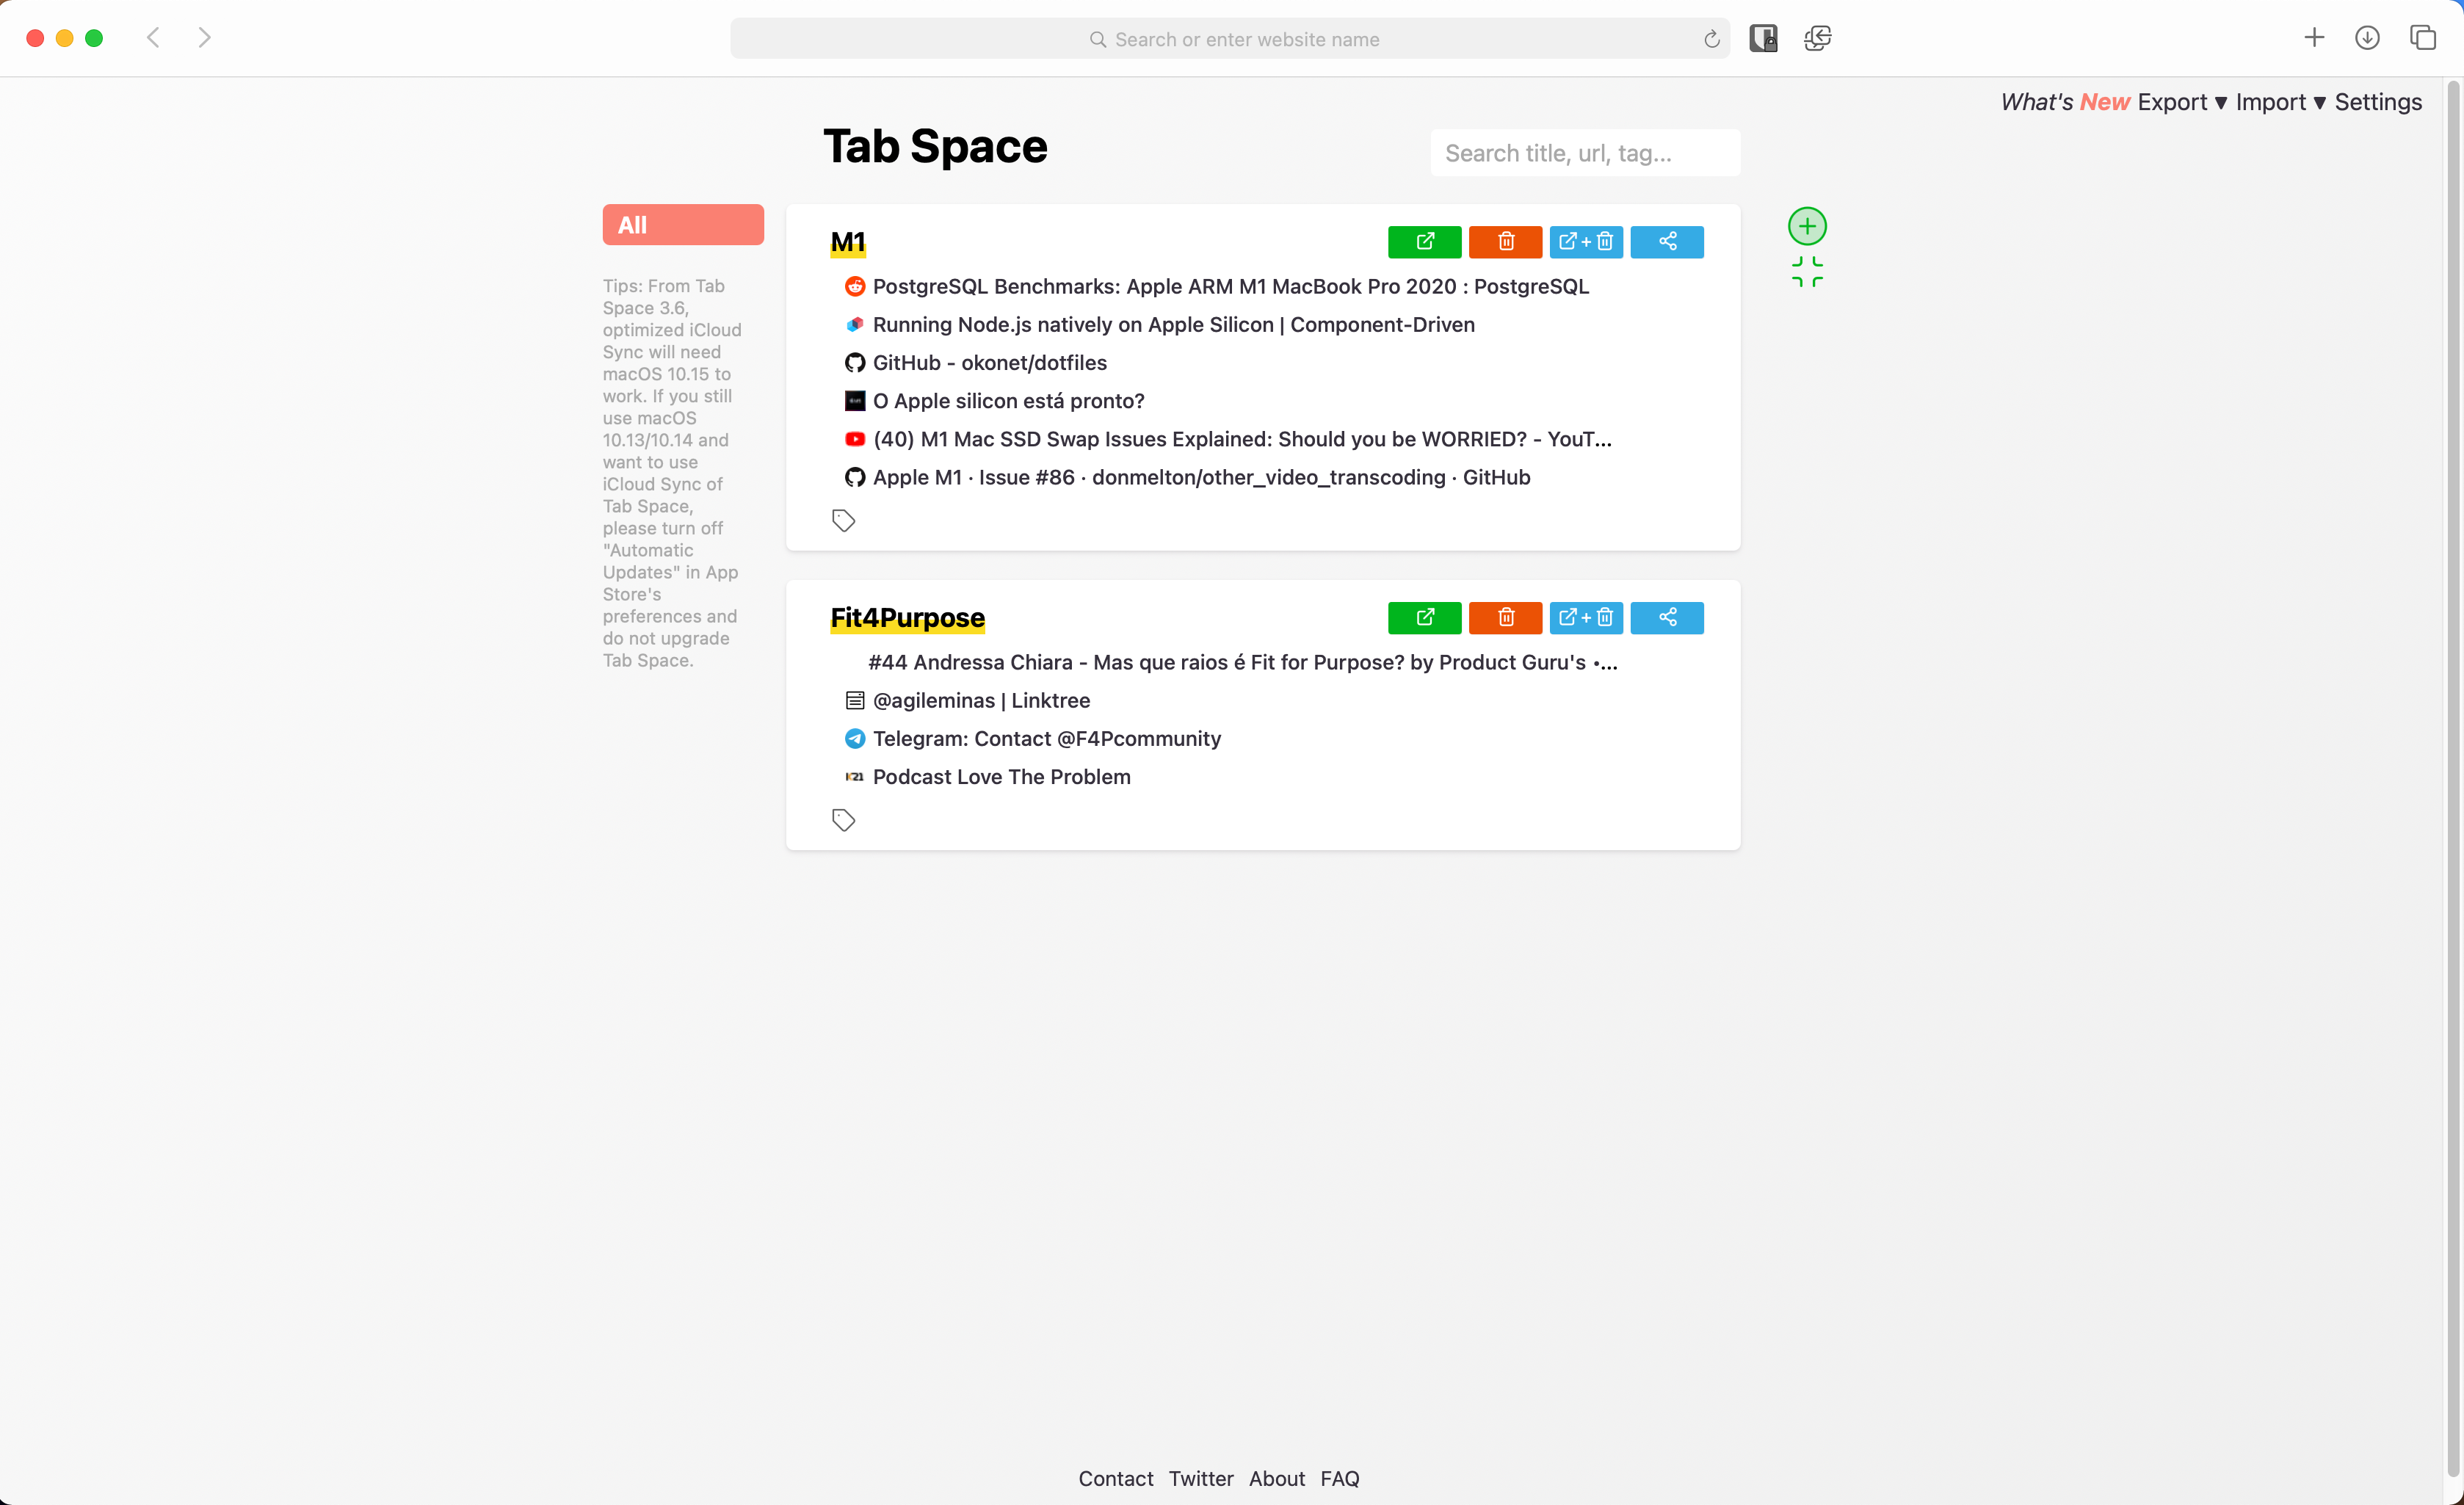 Search or enter website name
What's New Export ▼ Import ▼ Settings
Tab Space
Search title, url, tag...
All
Tips: From Tab
Space 3.6,
optimized iCloud
Sync will need
macOS 10.15 to
work. If you still
use macOS
10.13/10.14 and
want to use
iCloud Sync of
Tab Space,
please turn off
"Automatic
Updates" in App
Store's
preferences and
do not upgrade
Tab Space.
M1
PostgreSQL Benchmarks: Apple ARM M1 MacBook Pro 2020 : PostgreSQL
Running Node.js natively on Apple Silicon | Component-Driven
GitHub - okonet/dotfiles
O Apple silicon está pronto?
(40) M1 Mac SSD Swap Issues Explained: Should you be WORRIED? - YouT...
Apple M1 · Issue #86 · donmelton/other_video_transcoding · GitHub
Fit4Purpose
#44 Andressa Chiara - Mas que raios é Fit for Purpose? by Product Guru's •...
@agileminas | Linktree
Telegram: Contact @F4Pcommunity
K21 Podcast Love The Problem
Contact Twitter About FAQ